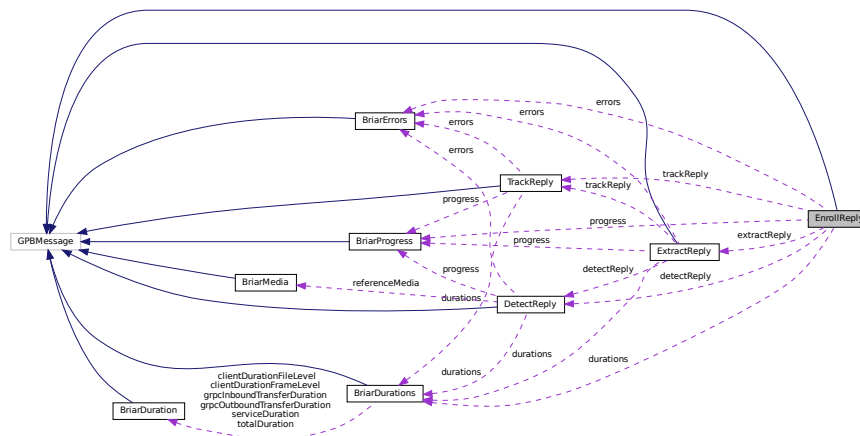 errors
errors
BriarErrors
errors
errors
trackReply
TrackReply
trackReply
progress
EnrollReply
progress
extractReply
GPBMessage
BriarProgress
progress
ExtractReply
progress
detectReply
detectReply
BriarMedia
referenceMedia
durations
DetectReply
durations
durations
durations
clientDurationFileLevel
clientDurationFrameLevel
grpcInboundTransferDuration
grpcOutboundTransferDuration
serviceDuration
totalDuration
BriarDurations
BriarDuration